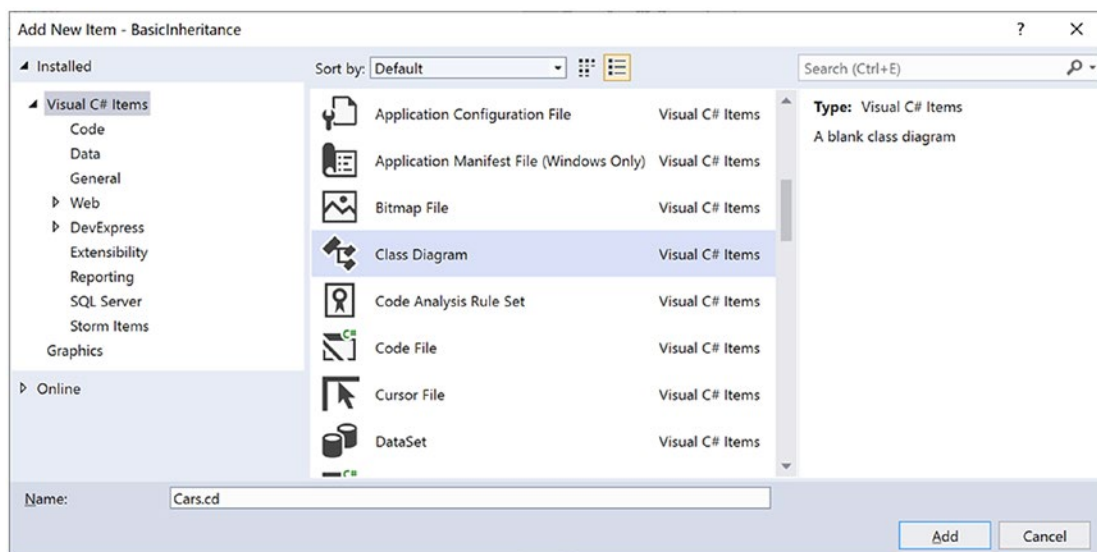 Add New Item - BasicInheritance
? X
Installed
Visual C# Items
Code
Data
General
Web
DevExpress
Extensibility
Reporting
SQL Server
Storm Items
Graphics
Online
Sort by: Default
Application Configuration File Visual C# Items
Application Manifest File (Windows Only) Visual C# Items
Bitmap File Visual C# Items
Class Diagram Visual C# Items
Code Analysis Rule Set Visual C# Items
C#
Code File Visual C# Items
Cursor File Visual C# Items
DataSet Visual C# Items
C#
Search (Ctrl+E)
Type: Visual C# Items
A blank class diagram
Name: Cars.cd
Add Cancel